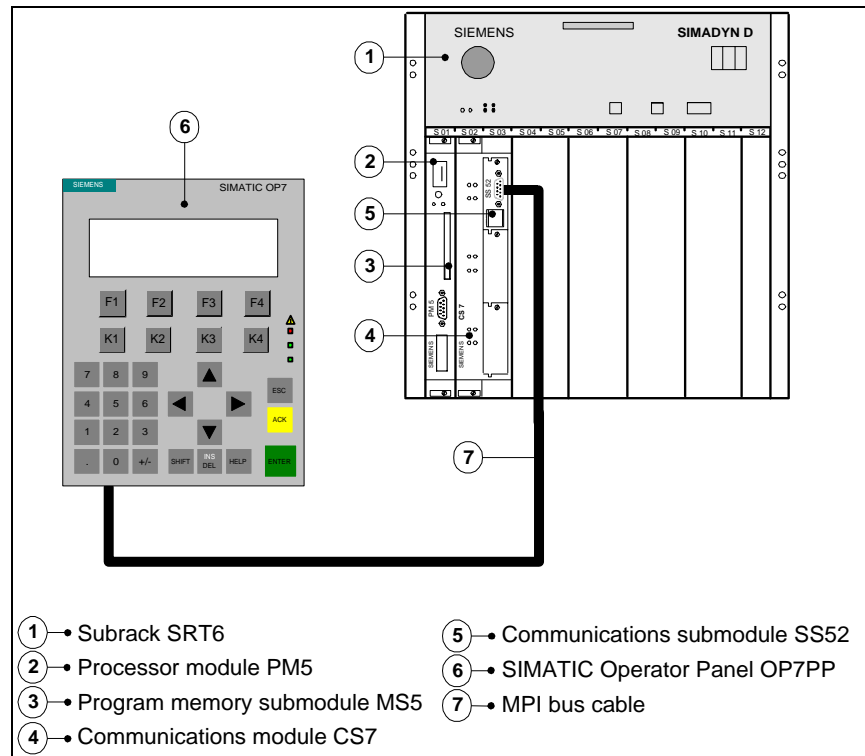 SIEMENS
SIMADYN D
1
S 01 S 02 S 03 S 04 S 05 S 06 S 07 S 08 S 09 S 10 S 11 S 12
6
2
SIEMENS
SIMATIC OP7
SS 52
5
3
F1 F2 F3 F4
PM 5
CS 7
K1 K2 K3 K4
4
SIEMENS
SIEMENS
7 8 9
ESC
4 5 6
ACK
1 2 3
7
. 0 +/- SHIFT INS DEL HELP ENTER
1 Subrack SRT6
2 Processor module PM5
3 Program memory submodule MS5
4 Communications module CS7
5 Communications submodule SS52
6 SIMATIC Operator Panel OP7PP
7 MPI bus cable